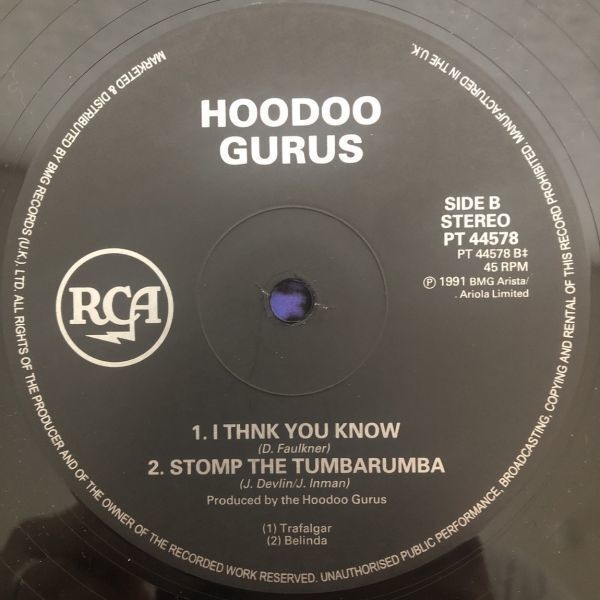 HOODOO
GURUS
SIDE B
STEREO
PT 44578
PT 44578 B‡
45 RPM
Ⓟ 1991 BMG Arista/
. Ariola Limited
RCA
1. I THNK YOU KNOW
(D. Faulkner)
2. STOMP THE TUMBARUMBA
(J. Devlin/J. Inman)
Produced by the Hoodoo Gurus
(1) Trafalgar
(2) Belinda
MARKETED & DISTRIBUTED BY BMG RECORDS (U.K.), LTD. ALL RIGHTS OF THE PRODUCER AND OF THE OWNER OF THE RECORDED WORK RESERVED. UNAUTHORISED PUBLIC PERFORMANCE, BROADCASTING, COPYING AND RENTAL OF THIS RECORD PROHIBITED. MANUFACTURED IN THE U.K.